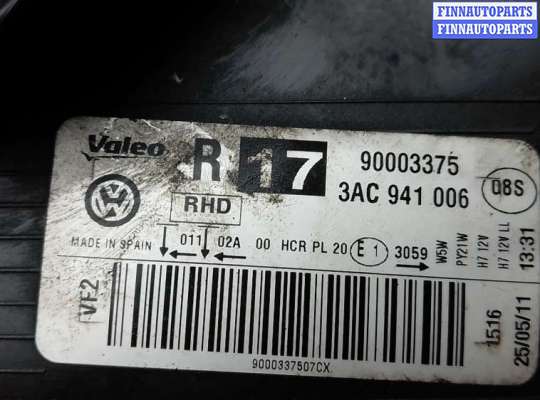 FINNAUTOPARTS
FINNAUTOPARTS
Valeo
R 17
90003375
RHD
3AC 941 006
08S
MADE IN SPAIN
011 02A 00 HCR PL 20 E 1 3059
W5W
PY21W
H7 12V
H7 12V LL
13:31
VF2
9000337507CX
1516
25/05/11